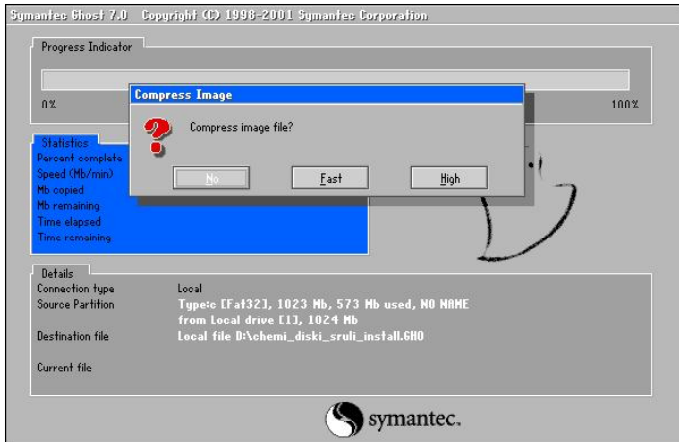 Symantec Ghost 7.0   Copyright (C) 1998-2001 Symantec Corporation
Progress Indicator
0%
100%
Compress Image
Compress image file?
No
Fast
High
Statistics
Percent complete
Speed (Mb/min)
Mb copied
Mb remaining
Time elapsed
Time remaining
Details
Connection type Local
Source Partition Type:c [Fat32], 1023 Mb, 573 Mb used, NO NAME
from Local drive [1], 1024 Mb
Destination file Local file D:\chemi_diski_sruli_install.GHO
Current file
symantec.